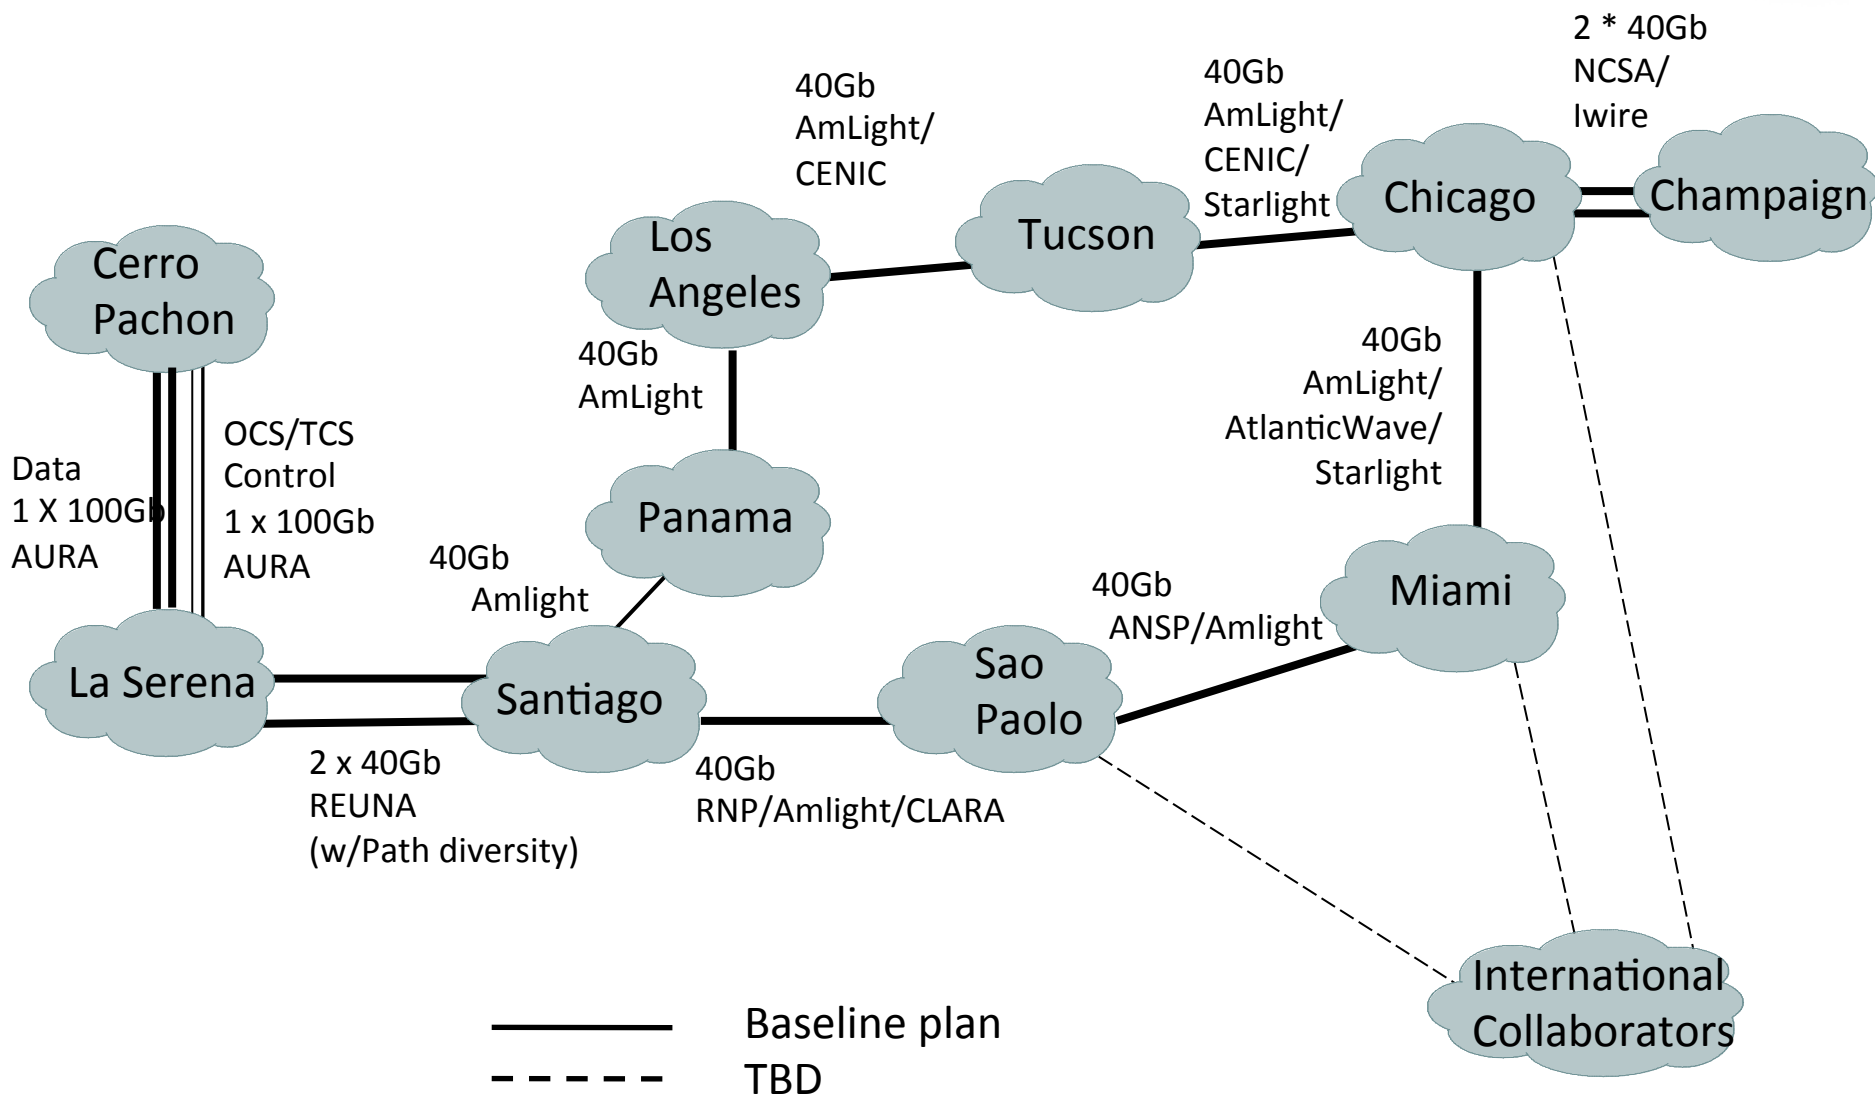 2 * 40Gb
NCSA/
Iwire
40Gb
AmLight/
CENIC
40Gb
AmLight/
CENIC/
Starlight
Chicago
Champaign
Tucson
Los
Angeles
Cerro
Pachon
40Gb
AmLight
40Gb
AmLight/
AtlanticWave/
Starlight
Data
1 X 100Gb
AURA
OCS/TCS
Control
1 x 100Gb
AURA
Panama
40Gb
Amlight
40Gb
ANSP/Amlight
Miami
La Serena
Santiago
Sao
Paolo
2 x 40Gb
REUNA
(w/Path diversity)
40Gb
RNP/Amlight/CLARA
International
Collaborators
Baseline plan
TBD